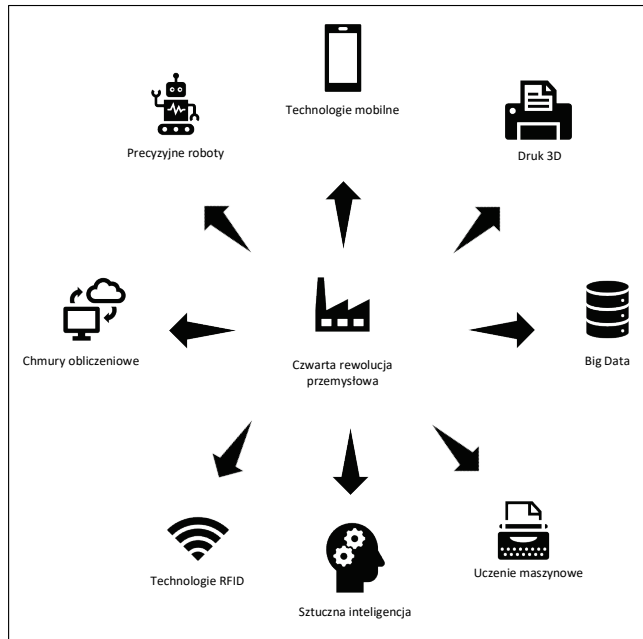 Technologie mobilne
Precyzyjne roboty
Druk 3D
Chmury obliczeniowe
Czwarta rewolucja
przemysłowa
Big Data
Technologie RFID
Sztuczna inteligencja
Uczenie maszynowe